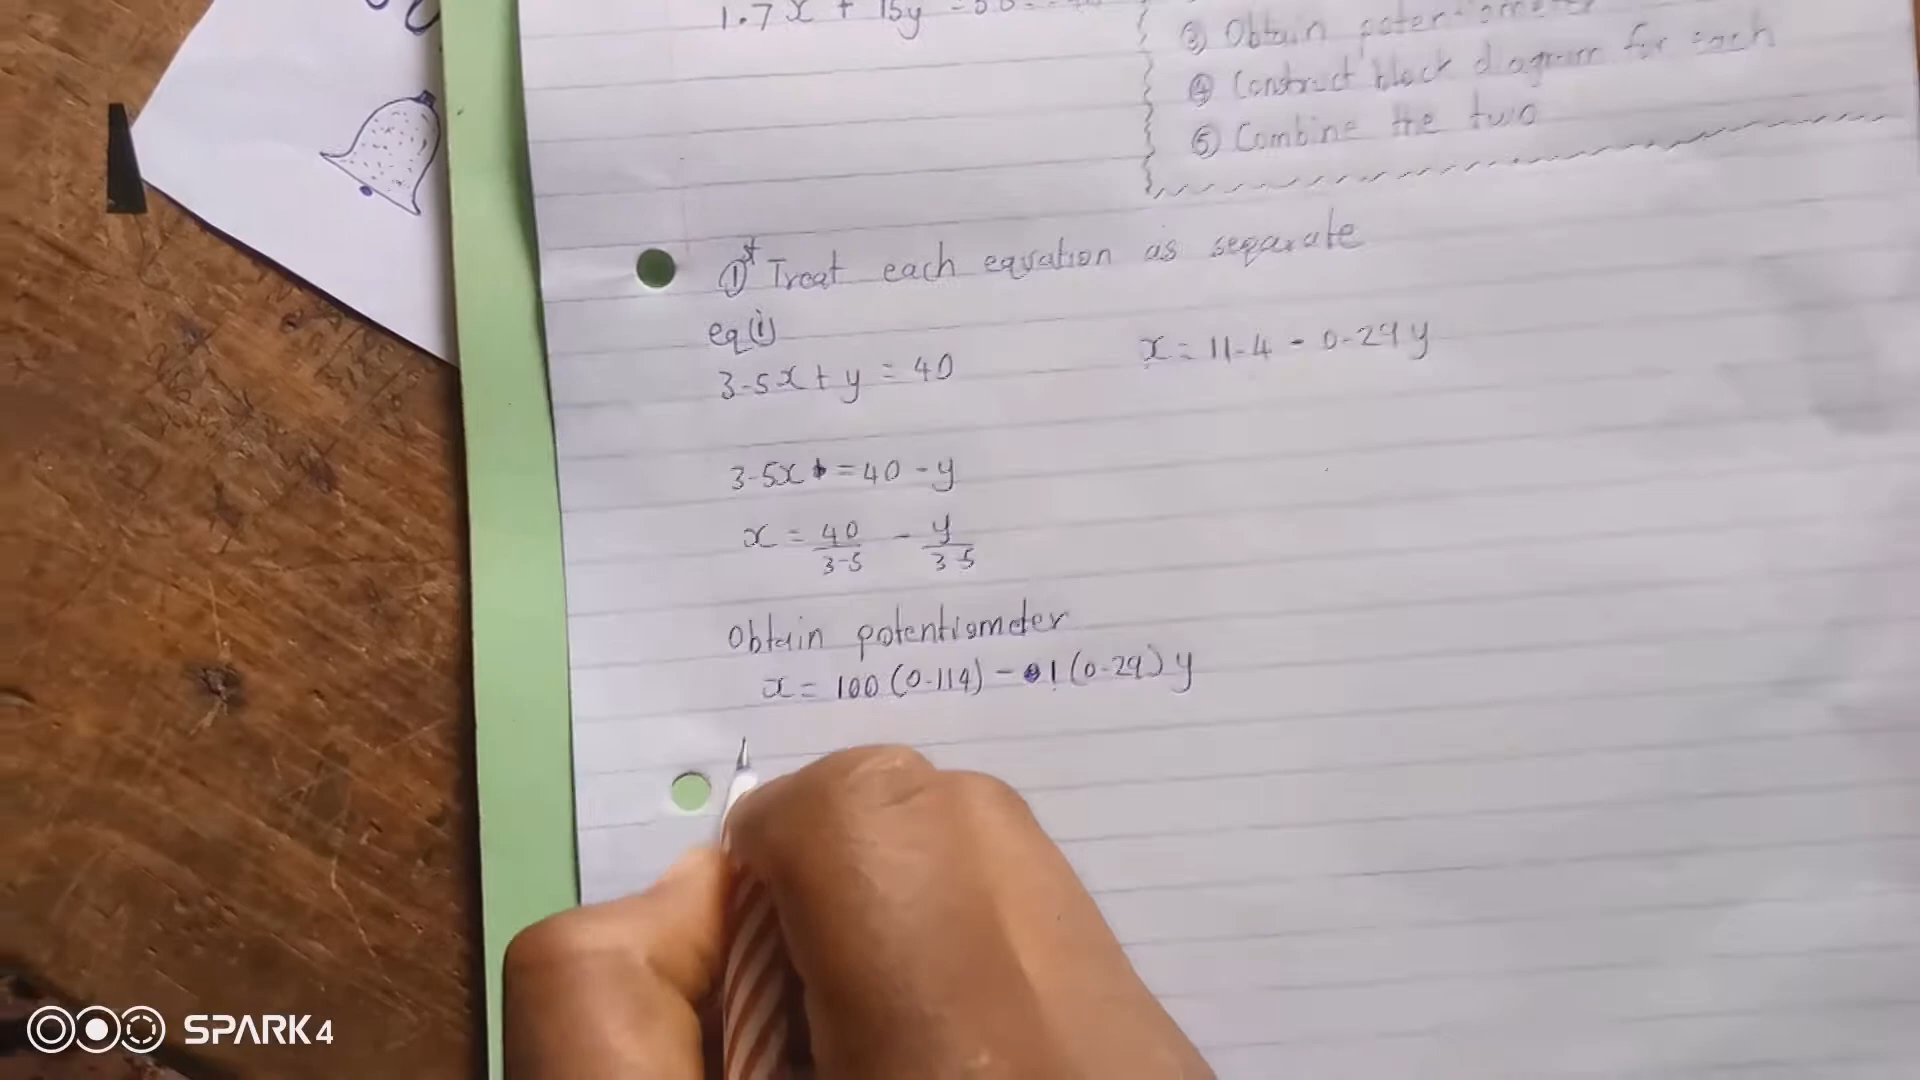 1.7x + 15y
③ Obtain
④ Construct block diagram for each
⑤ Combine the two
①st Treat each equation as separate
eq(i)
3.5x + y = 40
x = 11.4 - 0.29y
3.5x = 40 - y
x = 40/3.5 - y/3.5
Obtain potentiometer
x = 100(0.114) - 1(0.29)y
SPARK 4